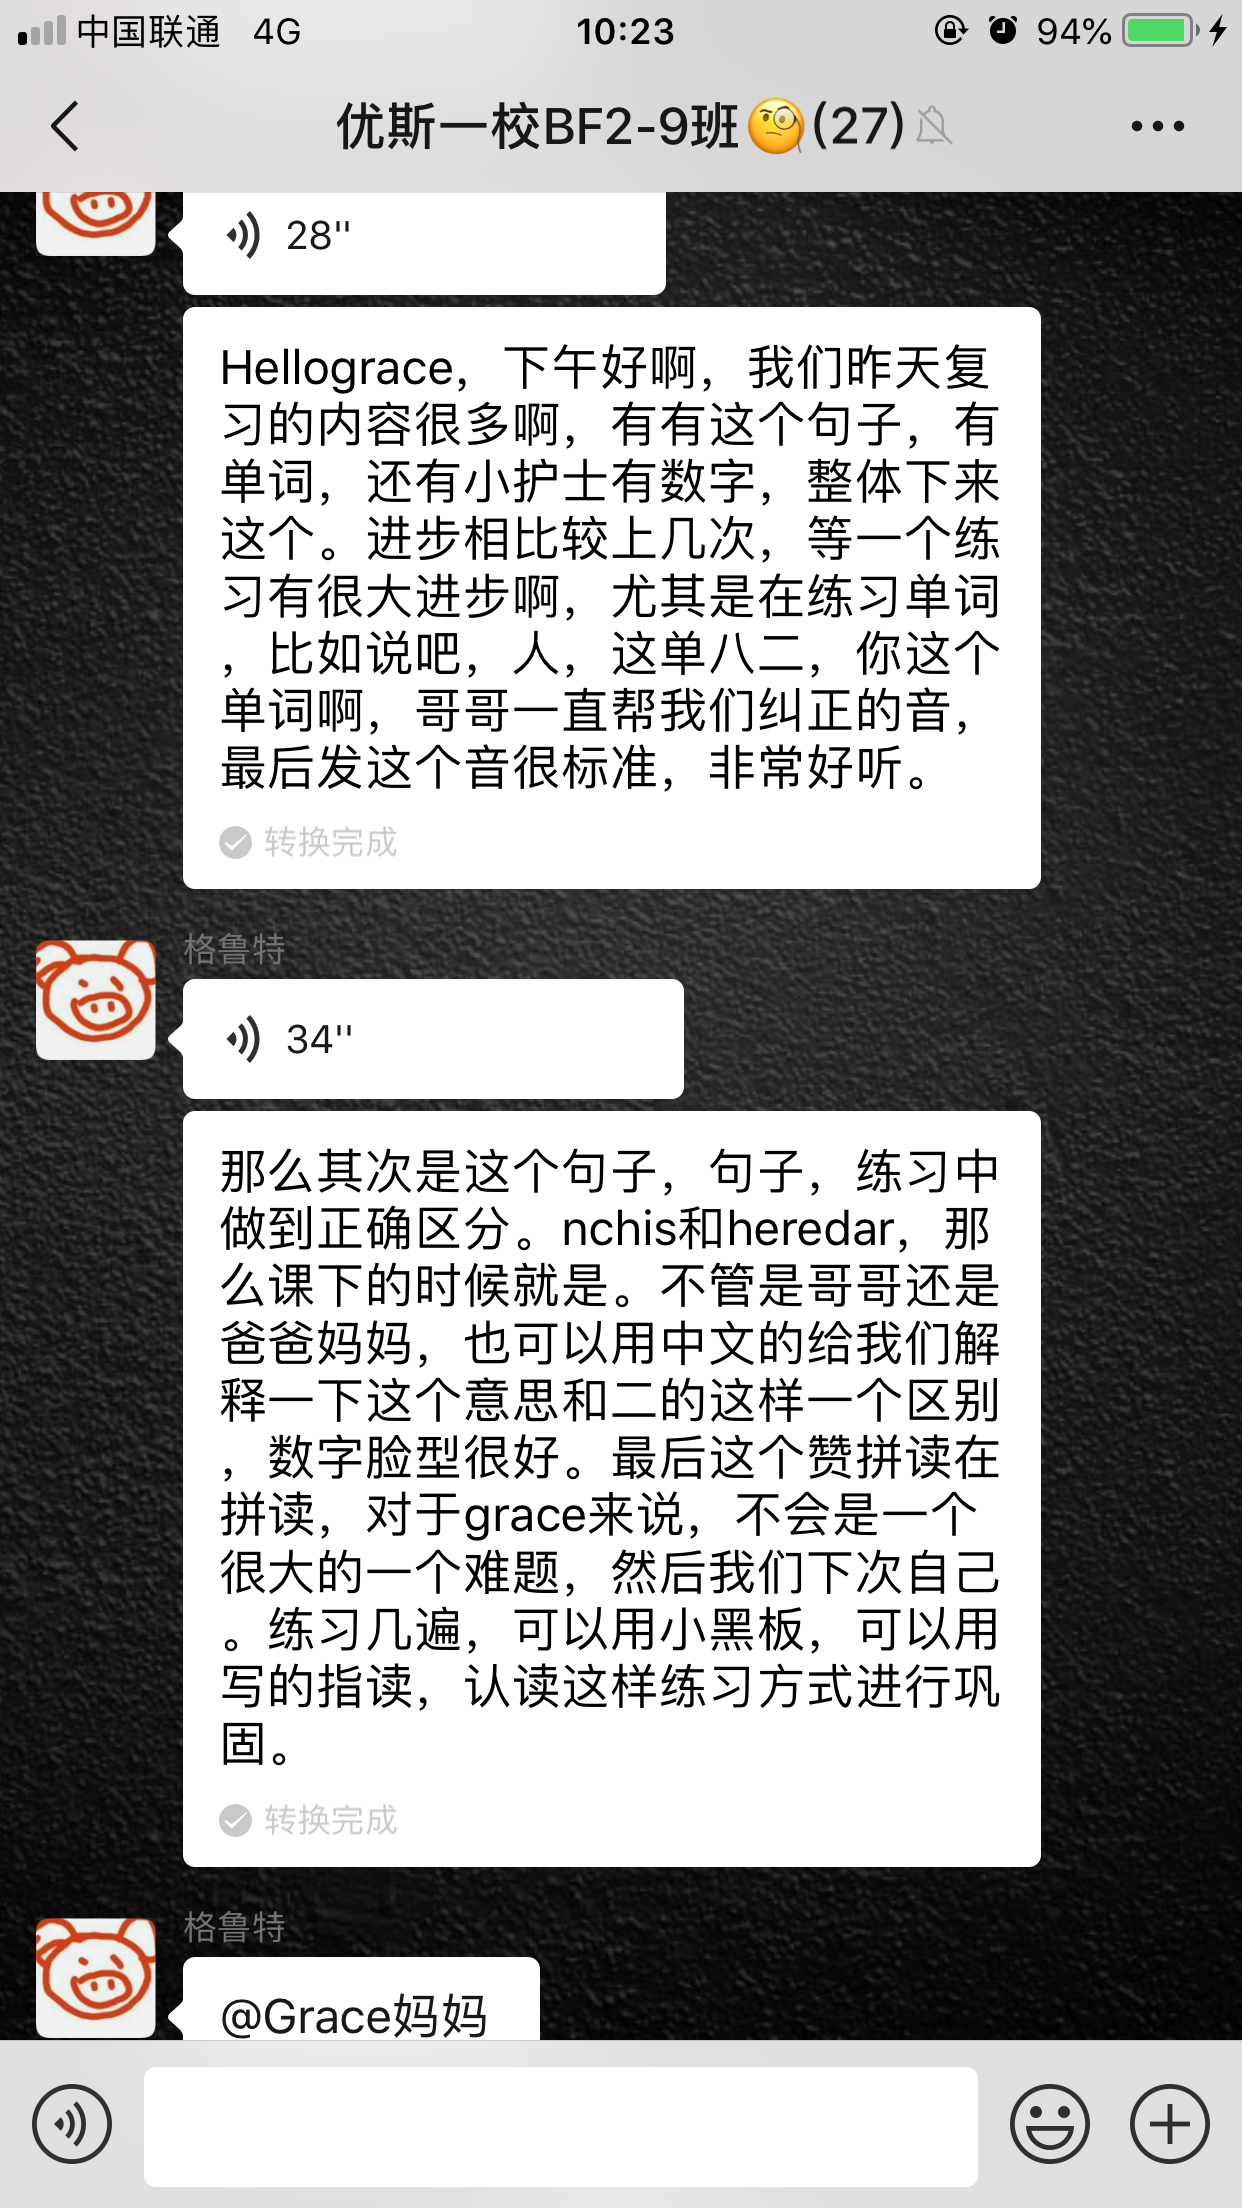 中国联通 4G 10:23 94%
优斯一校BF2-9班🧐(27)
28''
Hellograce，下午好啊，我们昨天复
习的内容很多啊，有有这个句子，有
单词，还有小护士有数字，整体下来
这个。进步相比较上几次，等一个练
习有很大进步啊，尤其是在练习单词
，比如说吧，人，这单八二，你这个
单词啊，哥哥一直帮我们纠正的音，
最后发这个音很标准，非常好听。
转换完成
格鲁特
34''
那么其次是这个句子，句子，练习中
做到正确区分。nchis和heredar，那
么课下的时候就是。不管是哥哥还是
爸爸妈妈，也可以用中文的给我们解
释一下这个意思和二的这样一个区别
，数字脸型很好。最后这个赞拼读在
拼读，对于grace来说，不会是一个
很大的一个难题，然后我们下次自己
。练习几遍，可以用小黑板，可以用
写的指读，认读这样练习方式进行巩
固。
转换完成
格鲁特
@Grace妈妈